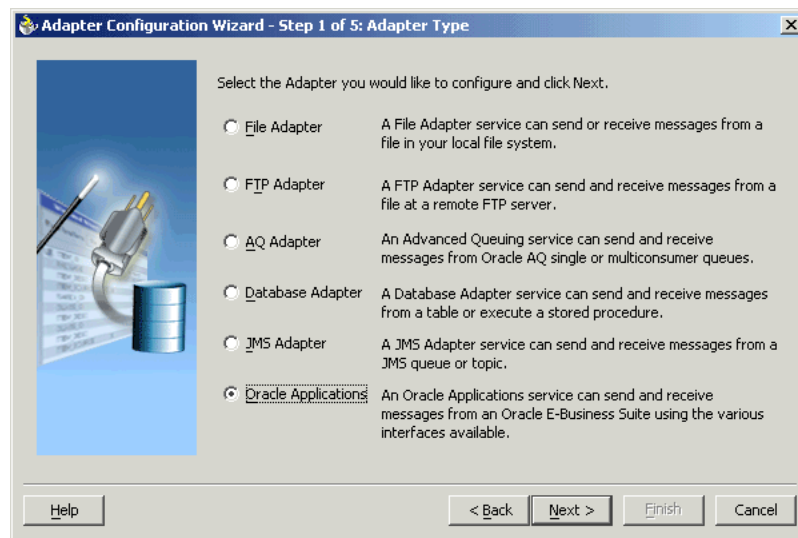 Adapter Configuration Wizard - Step 1 of 5: Adapter Type
Select the Adapter you would like to configure and click Next.
File Adapter
A File Adapter service can send or receive messages from a
file in your local file system.
FTP Adapter
A FTP Adapter service can send and receive messages from a
file at a remote FTP server.
AQ Adapter
An Advanced Queuing service can send and receive
messages from Oracle AQ single or multiconsumer queues.
Database Adapter
A Database Adapter service can send and receive messages
from a table or execute a stored procedure.
JMS Adapter
A JMS Adapter service can send and receive messages from a
JMS queue or topic.
Oracle Applications
An Oracle Applications service can send and receive
messages from an Oracle E-Business Suite using the various
interfaces available.
Help
< Back
Next >
Finish
Cancel